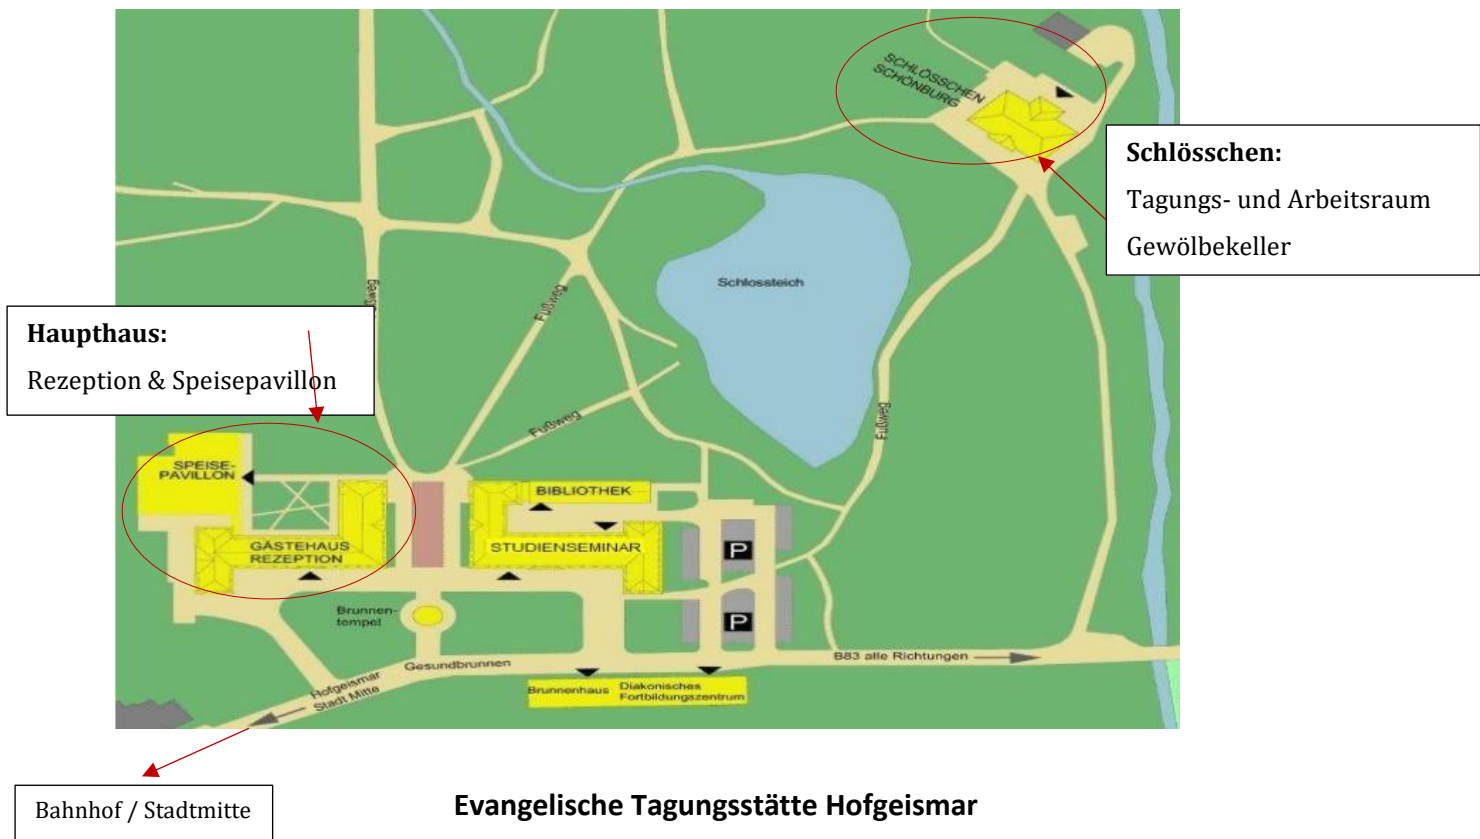 SCHLÖSSCHEN
SCHÖNBURG
Schlösschen:
Tagungs- und Arbeitsraum
Gewölbekeller
Schlossteich
Fußweg
Fußweg
Haupthaus:
Rezeption & Speisepavillon
Fußweg
Fußweg
SPEISE-
PAVILLON
BIBLIOTHEK
GÄSTEHAUS
REZEPTION
STUDIENSEMINAR
P
Brunnen-
tempel
P
Gesundbrunnen
B83 alle Richtungen
Hofgeismar
Stadt Mitte
Brunnenhaus
Diakonisches
Fortbildungszentrum
Bahnhof / Stadtmitte
Evangelische Tagungsstätte Hofgeismar